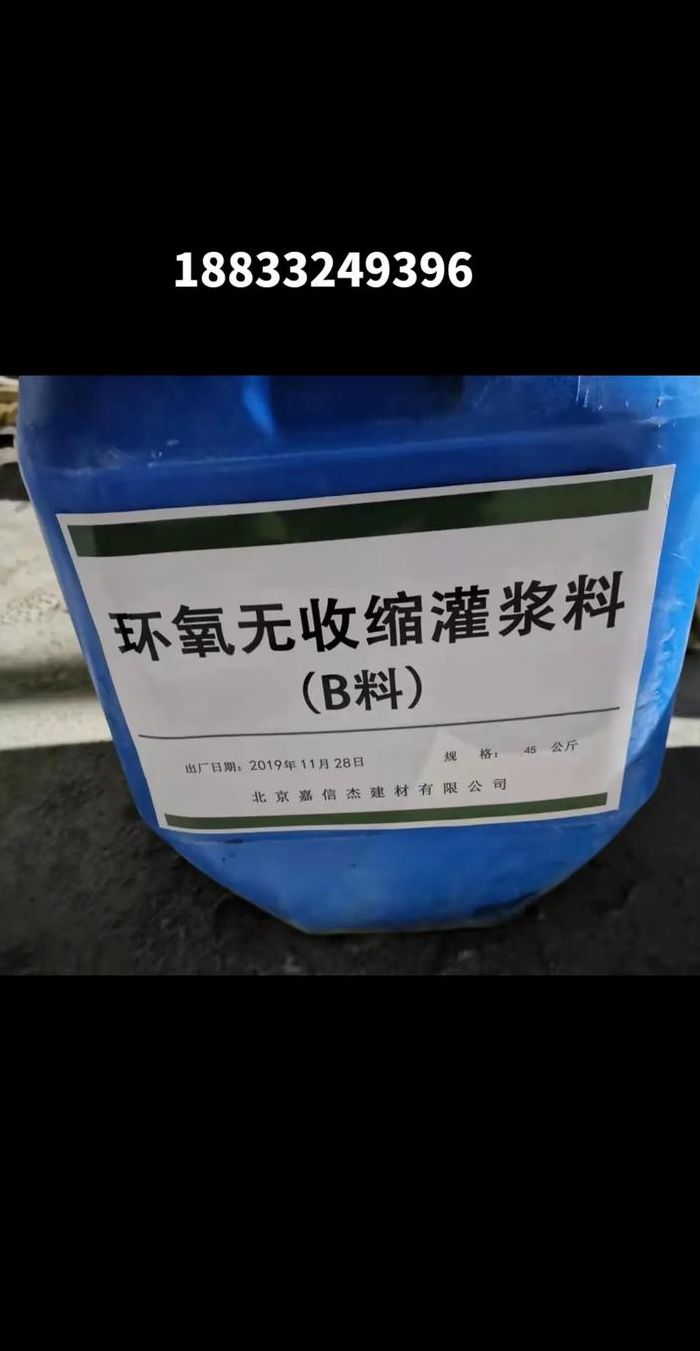 18833249396
环氧无收缩灌浆料
（B料）
出厂日期：2019年11月28日 规 格： 45 公斤
北京嘉信杰建材有限公司